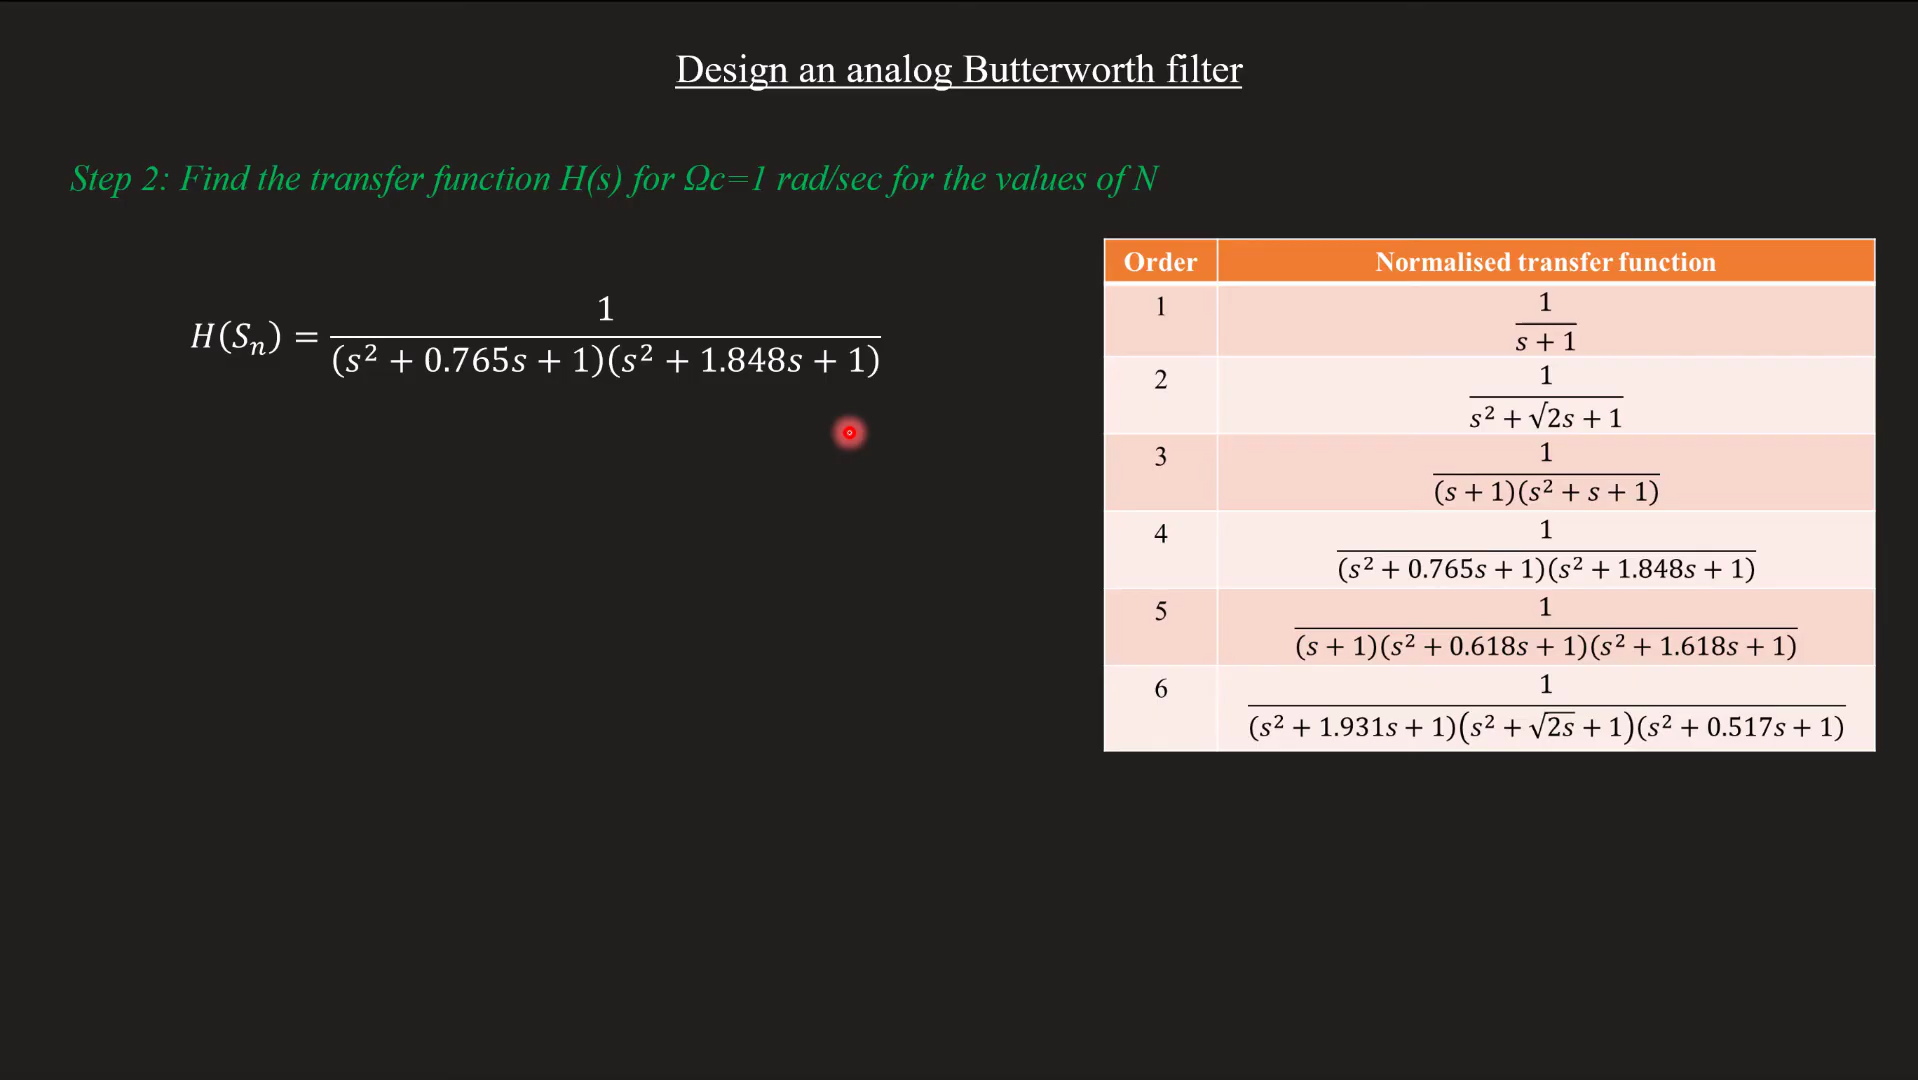 Design an analog Butterworth filter
Step 2: Find the transfer function H(s) for Ωc=1 rad/sec for the values of N
H(Sₙ) = 1 / (s² + 0.765s + 1)(s² + 1.848s + 1)
Order Normalised transfer function
1 1 / s + 1
2 1 / s² + √2s + 1
3 1 / (s + 1)(s² + s + 1)
4 1 / (s² + 0.765s + 1)(s² + 1.848s + 1)
5 1 / (s + 1)(s² + 0.618s + 1)(s² + 1.618s + 1)
6 1 / (s² + 1.931s + 1)(s² + √2s + 1)(s² + 0.517s + 1)